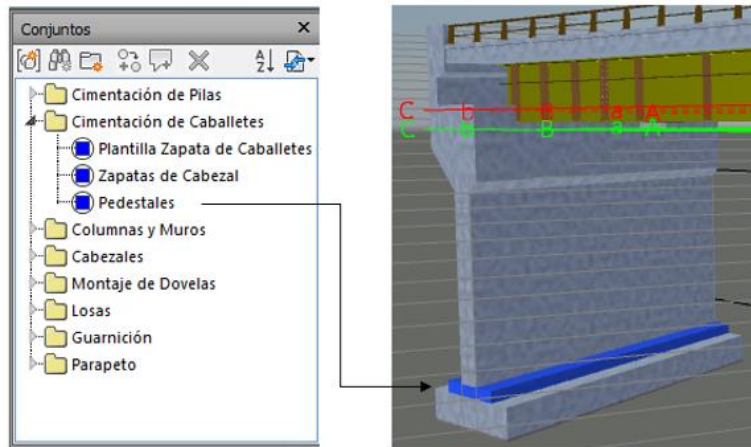 Conjuntos
Cimentación de Pilas
Cimentación de Caballetes
Plantilla Zapata de Caballetes
Zapatas de Cabezal
Pedestales
Columnas y Muros
Cabezales
Montaje de Dovelas
Losas
Guarnición
Parapeto
C b a A
C B a A